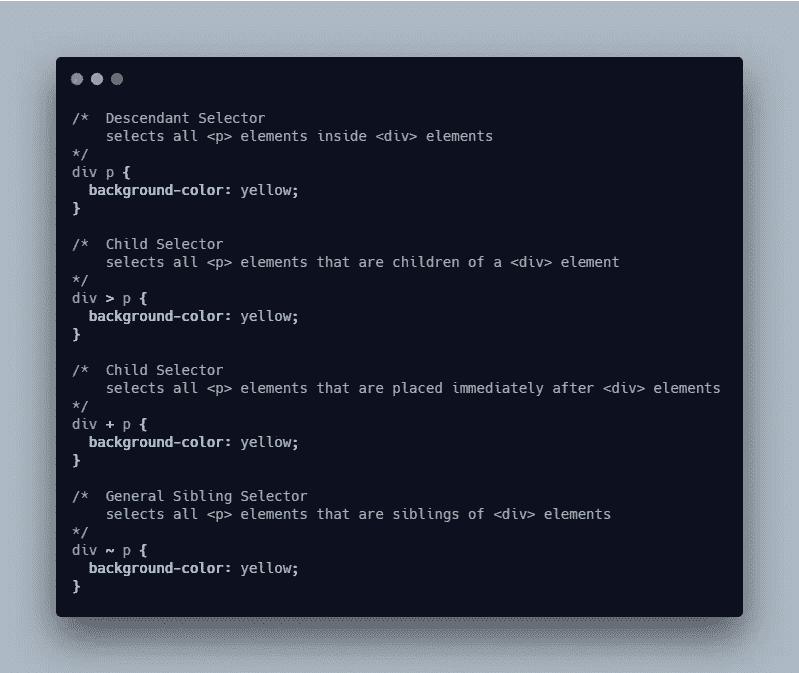 /*  Descendant Selector
    selects all <p> elements inside <div> elements
*/
div p {
  background-color: yellow;
}

/*  Child Selector
    selects all <p> elements that are children of a <div> element
*/
div > p {
  background-color: yellow;
}

/*  Child Selector
    selects all <p> elements that are placed immediately after <div> elements
*/
div + p {
  background-color: yellow;
}

/*  General Sibling Selector
    selects all <p> elements that are siblings of <div> elements
*/
div ~ p {
  background-color: yellow;
}